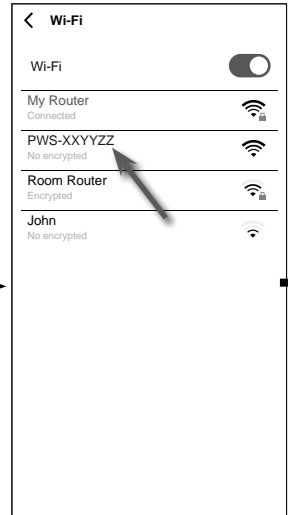 Wi-Fi
Wi-Fi
My Router
Connected
PWS-XXYYZZ
No encrypted
Room Router
Encrypted
John
No encrypted